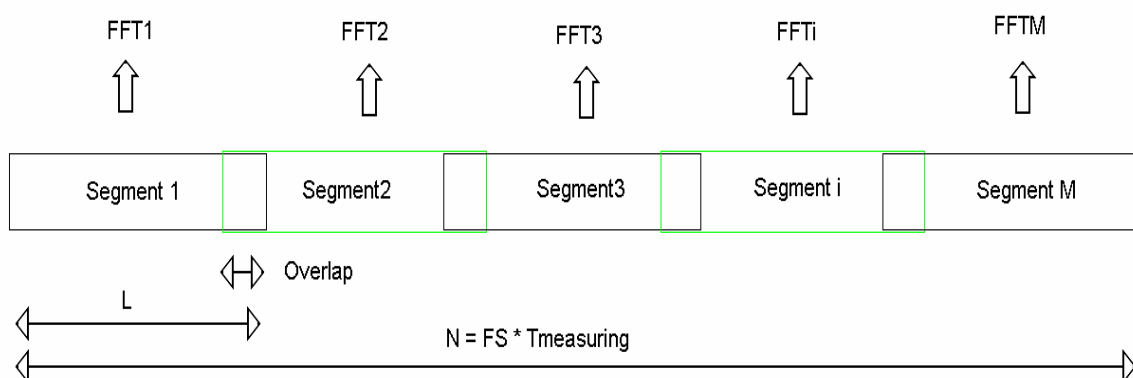 FFT1 FFT2 FFT3 FFTi FFTM
Segment 1 Segment2 Segment3 Segment i Segment M
Overlap
L
N = FS * Tmeasuring